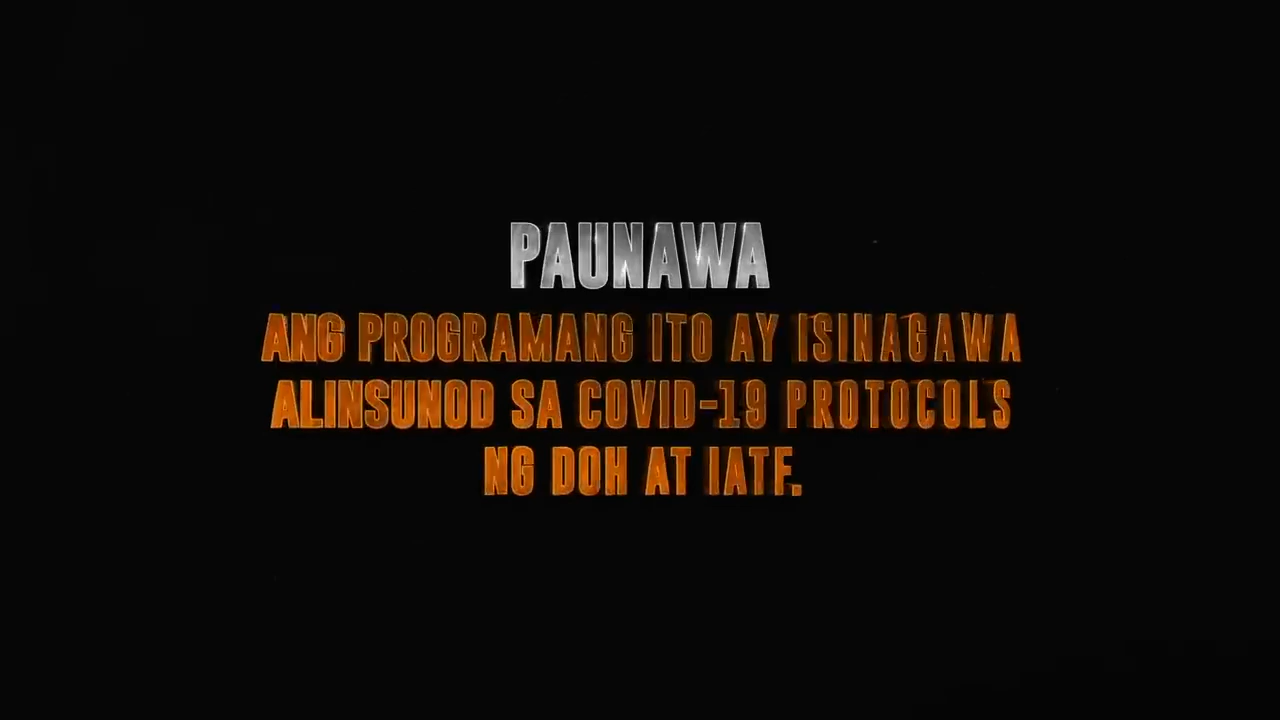 PAUNAWA
ANG PROGRAMANG ITO AY ISINAGAWA
ALINSUNOD SA COVID-19 PROTOCOLS
NG DOH AT IATF.